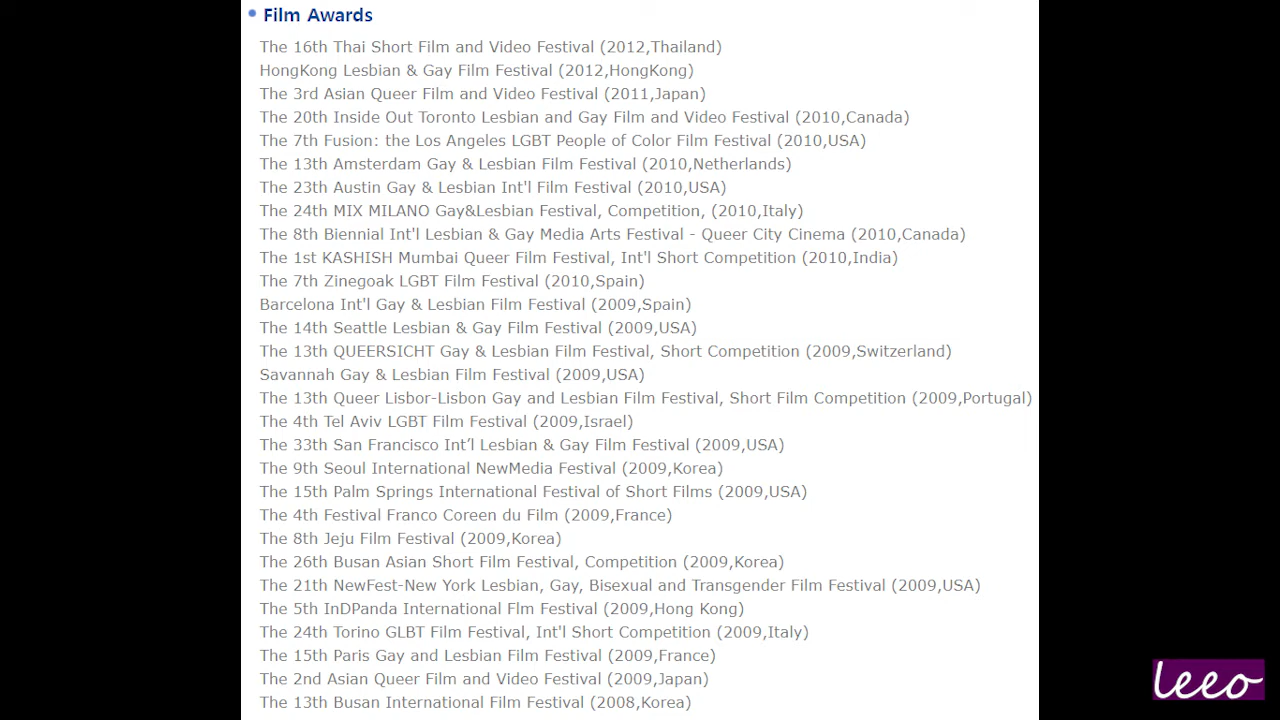 Film Awards
The 16th Thai Short Film and Video Festival (2012,Thailand)
HongKong Lesbian & Gay Film Festival (2012,HongKong)
The 3rd Asian Queer Film and Video Festival (2011,Japan)
The 20th Inside Out Toronto Lesbian and Gay Film and Video Festival (2010,Canada)
The 7th Fusion: the Los Angeles LGBT People of Color Film Festival (2010,USA)
The 13th Amsterdam Gay & Lesbian Film Festival (2010,Netherlands)
The 23th Austin Gay & Lesbian Int'l Film Festival (2010,USA)
The 24th MIX MILANO Gay&Lesbian Festival, Competition, (2010,Italy)
The 8th Biennial Int'l Lesbian & Gay Media Arts Festival - Queer City Cinema (2010,Canada)
The 1st KASHISH Mumbai Queer Film Festival, Int'l Short Competition (2010,India)
The 7th Zinegoak LGBT Film Festival (2010,Spain)
Barcelona Int'l Gay & Lesbian Film Festival (2009,Spain)
The 14th Seattle Lesbian & Gay Film Festival (2009,USA)
The 13th QUEERSICHT Gay & Lesbian Film Festival, Short Competition (2009,Switzerland)
Savannah Gay & Lesbian Film Festival (2009,USA)
The 13th Queer Lisbor-Lisbon Gay and Lesbian Film Festival, Short Film Competition (2009,Portugal)
The 4th Tel Aviv LGBT Film Festival (2009,Israel)
The 33th San Francisco Int’l Lesbian & Gay Film Festival (2009,USA)
The 9th Seoul International NewMedia Festival (2009,Korea)
The 15th Palm Springs International Festival of Short Films (2009,USA)
The 4th Festival Franco Coreen du Film (2009,France)
The 8th Jeju Film Festival (2009,Korea)
The 26th Busan Asian Short Film Festival, Competition (2009,Korea)
The 21th NewFest-New York Lesbian, Gay, Bisexual and Transgender Film Festival (2009,USA)
The 5th InDPanda International Flm Festival (2009,Hong Kong)
The 24th Torino GLBT Film Festival, Int'l Short Competition (2009,Italy)
The 15th Paris Gay and Lesbian Film Festival (2009,France)
The 2nd Asian Queer Film and Video Festival (2009,Japan)
The 13th Busan International Film Festival (2008,Korea)
leeo